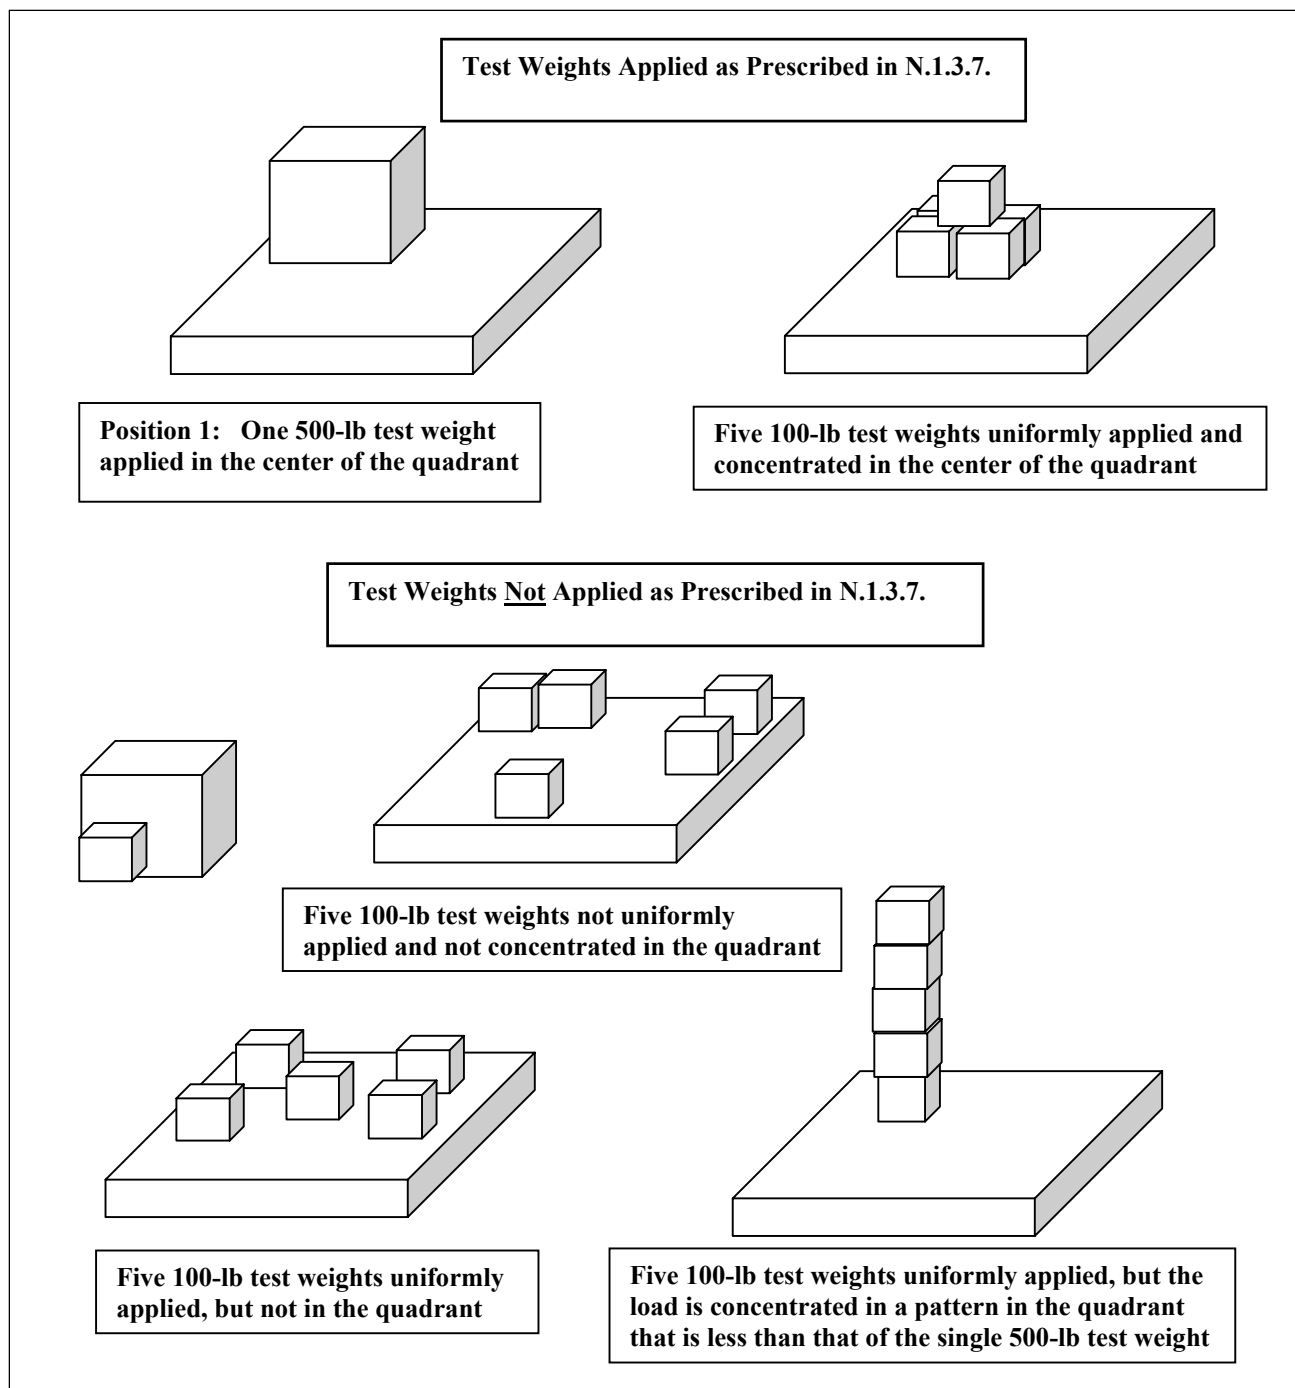 Test Weights Applied as Prescribed in N.1.3.7.
Position 1: One 500-lb test weight
applied in the center of the quadrant
Five 100-lb test weights uniformly applied and
concentrated in the center of the quadrant
Test Weights Not Applied as Prescribed in N.1.3.7.
Five 100-lb test weights not uniformly
applied and not concentrated in the quadrant
Five 100-lb test weights uniformly
applied, but not in the quadrant
Five 100-lb test weights uniformly applied, but the
load is concentrated in a pattern in the quadrant
that is less than that of the single 500-lb test weight